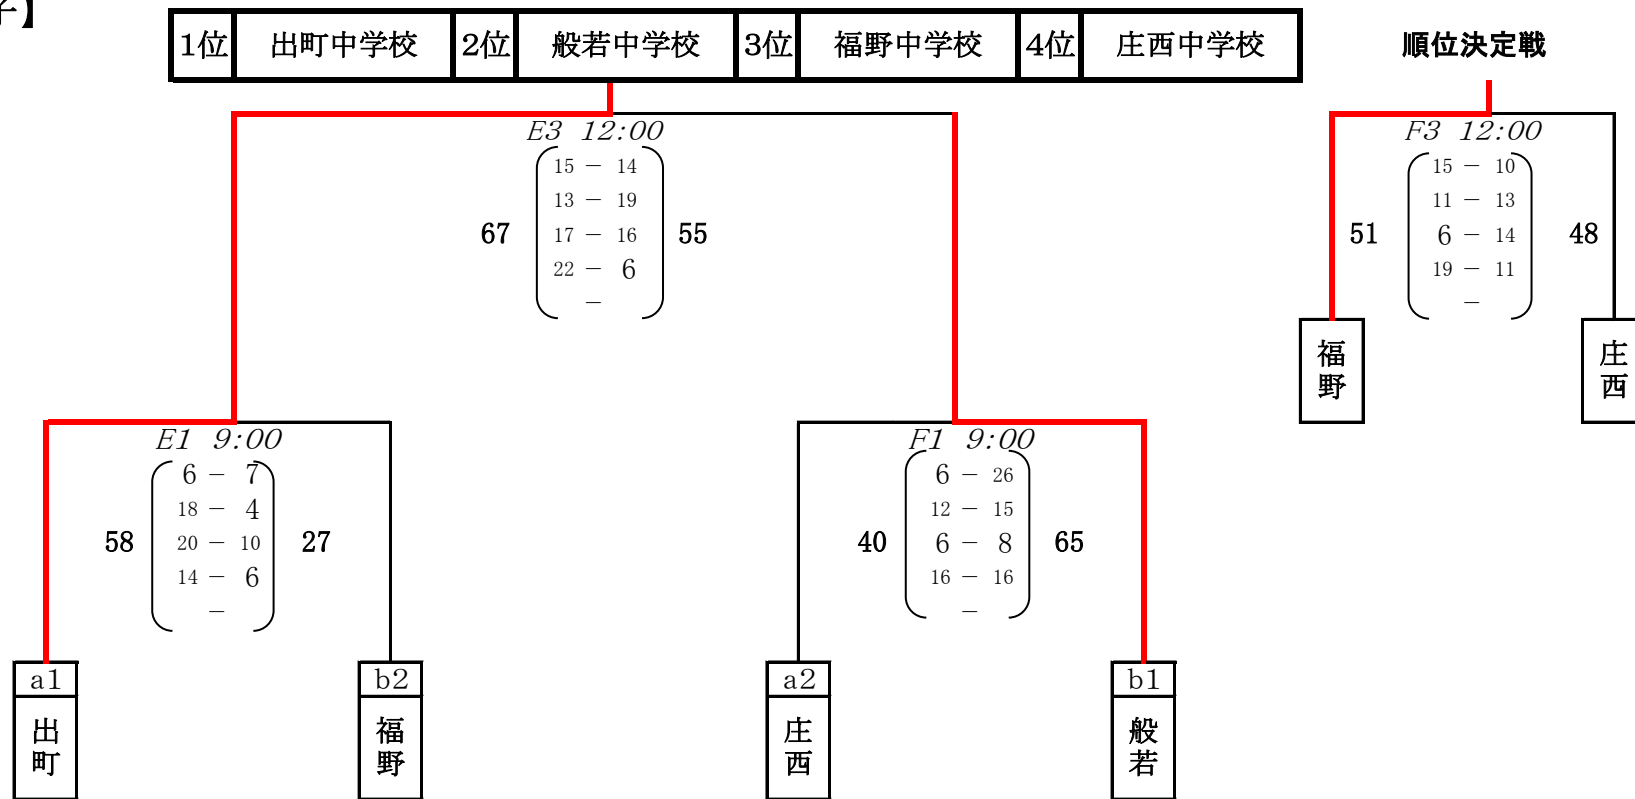 子】
1位 出町中学校 2位 般若中学校 3位 福野中学校 4位 庄西中学校
順位決定戦
E3 12:00
15 - 14
13 - 19
67 17 - 16 55
22 - 6
-
F3 12:00
15 - 10
11 - 13
51 6 - 14 48
19 - 11
-
福野
庄西
E1 9:00
6 - 7
18 - 4
58 20 - 10 27
14 - 6
-
F1 9:00
6 - 26
12 - 15
40 6 - 8 65
16 - 16
-
a1
出町
b2
福野
a2
庄西
b1
般若